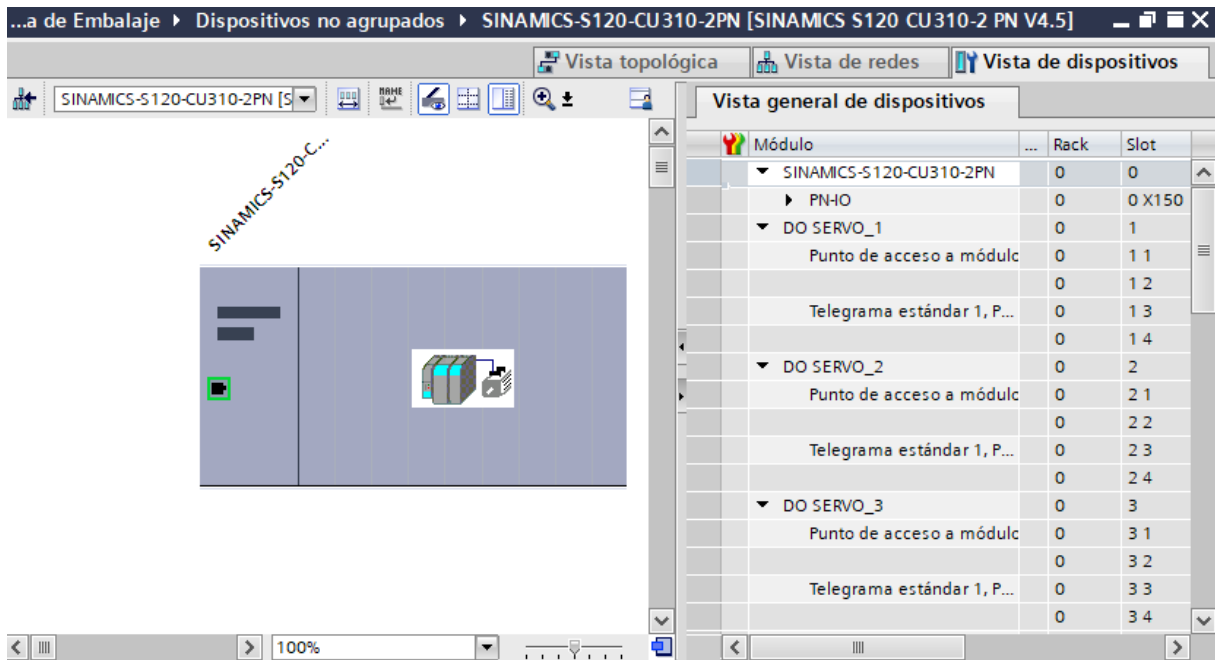 ...a de Embalaje ▸ Dispositivos no agrupados ▸ SINAMICS-S120-CU310-2PN [SINAMICS S120 CU310-2 PN V4.5]
Vista topológica Vista de redes Vista de dispositivos
SINAMICS-S120-CU310-2PN [S
NAME
Vista general de dispositivos
Módulo ... Rack Slot
SINAMICS-S120-C...
SINAMICS-S120-CU310-2PN 0 0
PN-IO 0 0 X150
DO SERVO_1 0 1
Punto de acceso a módulo 0 1 1
0 1 2
Telegrama estándar 1, P... 0 1 3
0 1 4
DO SERVO_2 0 2
Punto de acceso a módulo 0 2 1
0 2 2
Telegrama estándar 1, P... 0 2 3
0 2 4
DO SERVO_3 0 3
Punto de acceso a módulo 0 3 1
0 3 2
Telegrama estándar 1, P... 0 3 3
0 3 4
100%